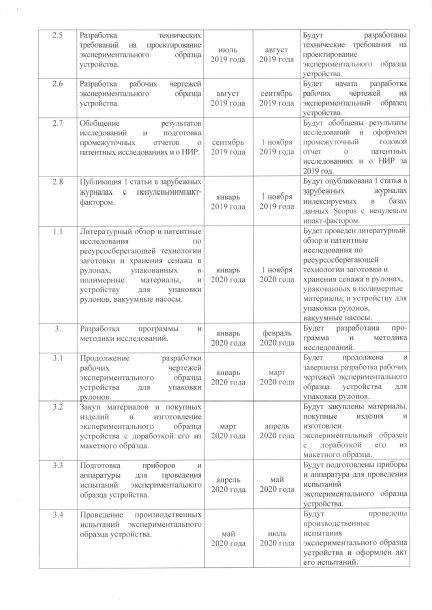 2.5
Разработка технических
требований на проектирование
экспериментального образца
устройства.
июль
2019 года
август
2019 года
Будут разработаны
технические требования на
проектирование
экспериментального образца
устройства.
2.6
Разработка рабочих чертежей
экспериментального образца
устройства.
август
2019 года
сентябрь
2019 года
Будет начата разработка
рабочих чертежей на
экспериментальный образец
устройства.
2.7
Обобщение результатов
исследований и подготовка
промежуточных отчетов о
патентных исследованиях и о НИР.
сентябрь
2019 года
1 ноября
2019 года
Будут обобщены результаты
исследований и оформлен
промежуточный годовой
отчет о патентных
исследованиях и о НИР за
2019 год.
2.8
Публикация 1 статьи в зарубежных
журналах с ненулевымимпакт-
фактором.
январь
2019 года
1 ноября
2019 года
Будут опубликована 1 статья в
зарубежных журналах
индексируемых в базах
данных Scopus с ненулевым
ипакт-фактором.
1.1
Литературный обзор и патентные
исследования по
ресурсосберегающей технологии
заготовки и хранения сенажа в
рулонах, упакованных в
полимерные материалы, и
устройству для упаковки
рулонов, вакуумные насосы.
январь
2020 года
1 ноября
2020 года
Будет проведен литературный
обзор и патентные
исследования по
ресурсосберегающей
технологии заготовки и
хранения сенажа в рулонах,
упакованных в полимерные
материалы, и устройству для
упаковки рулонов,
вакуумные насосы.
3.
Разработка программы и
методики исследований.
январь
2020 года
февраль
2020 года
Будет разработана про-
грамма и методика
исследований.
3.1
Продолжение разработки
рабочих чертежей
экспериментального образца
устройства для упаковки
рулонов.
январь
2020 года
март
2020 года
Будет продолжена и
завершена разработка рабочих
чертежей экспериментального
образца устройства для
упаковки рулонов.
3.2
Закуп материалов и покупных
изделий и изготовление
экспериментального образца
устройства с доработкой его из
макетного образца.
март
2020 года
апрель
2020 года
Будут закуплены материалы,
покупные изделия и
изготовлен
экспериментальный образец
с доработкой его из
макетного образца.
3.3
Подготовка приборов и
аппаратуры для проведения
испытаний экспериментального
образца устройства.
апрель
2020 года
май
2020 года
Будут подготовлены приборы
и аппаратура для проведения
испытаний
экспериментального образца
устройства.
3.4
Проведение производственных
испытаний экспериментального
образца устройства.
май
2020 года
июль
2020 года
Будут проведены
производственные
испытания
экспериментального образца
устройства и оформлен акт
его испытаний.